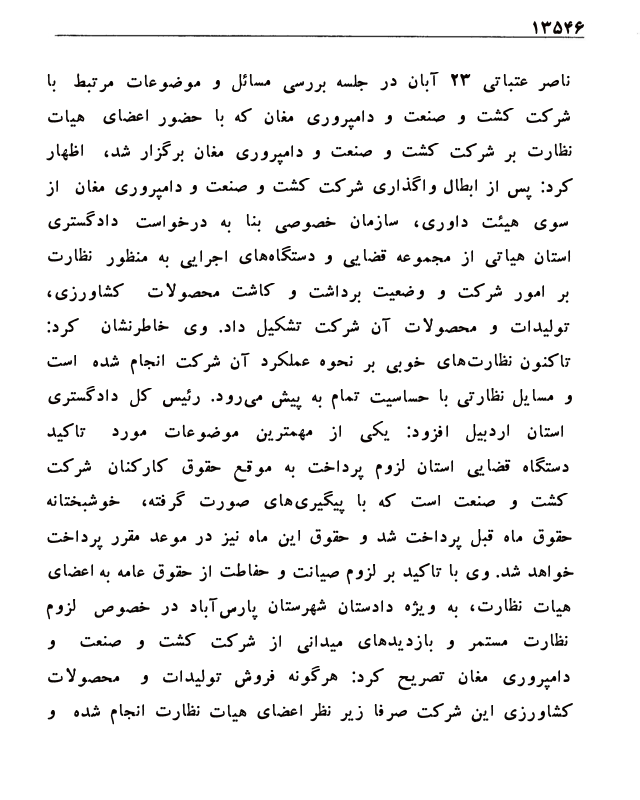 ۱۳۵۴۶
ناصر عتباتی ۲۳ آبان در جلسه بررسی مسائل و موضوعات مرتبط با
شرکت کشت و صنعت و دامپروری مغان که با حضور اعضای هیات
نظارت بر شرکت کشت و صنعت و دامپروری مغان برگزار شد، اظهار
کرد: پس از ابطال واگذاری شرکت کشت و صنعت و دامپروری مغان از
سوی هیئت داوری، سازمان خصوصی بنا به درخواست دادگستری
استان هیاتی از مجموعه قضایی و دستگاه‌های اجرایی به منظور نظارت
بر امور شرکت و وضعیت برداشت و کاشت محصولات کشاورزی،
تولیدات و محصولات آن شرکت تشکیل داد. وی خاطرنشان کرد:
تاکنون نظارت‌های خوبی بر نحوه عملکرد آن شرکت انجام شده است
و مسایل نظارتی با حساسیت تمام به پیش می‌رود. رئیس کل دادگستری
استان اردبیل افزود: یکی از مهمترین موضوعات مورد تاکید
دستگاه قضایی استان لزوم پرداخت به موقع حقوق کارکنان شرکت
کشت و صنعت است که با پیگیری‌های صورت گرفته، خوشبختانه
حقوق ماه قبل پرداخت شد و حقوق این ماه نیز در موعد مقرر پرداخت
خواهد شد. وی با تاکید بر لزوم صیانت و حفاظت از حقوق عامه به اعضای
هیات نظارت، به ویژه دادستان شهرستان پارس‌آباد در خصوص لزوم
نظارت مستمر و بازدیدهای میدانی از شرکت کشت و صنعت و
دامپروری مغان تصریح کرد: هرگونه فروش تولیدات و محصولات
کشاورزی این شرکت صرفا زیر نظر اعضای هیات نظارت انجام شده و